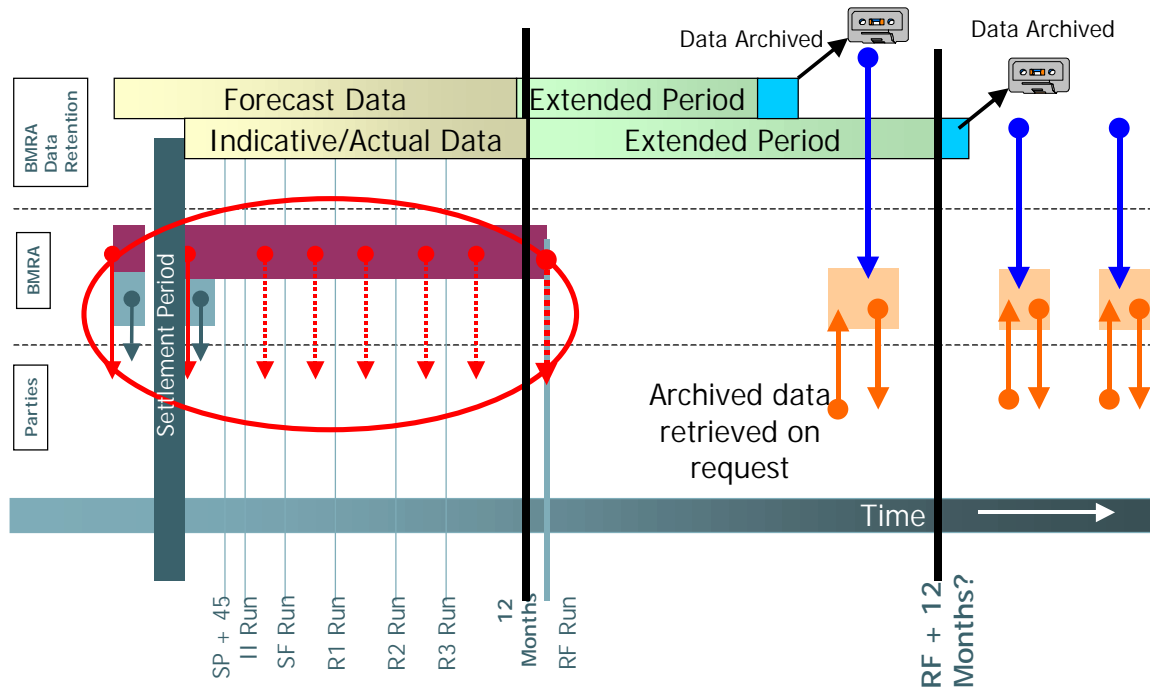 Data Archived
Data Archived
BMRA
Data
Retention
Forecast Data
Extended Period
Indicative/Actual Data
Extended Period
BMRA
Settlement Period
Parties
Archived data
retrieved on
request
Time
SP + 45
II Run
SF Run
R1 Run
R2 Run
R3 Run
12
Months
RF Run
RF + 12
Months?